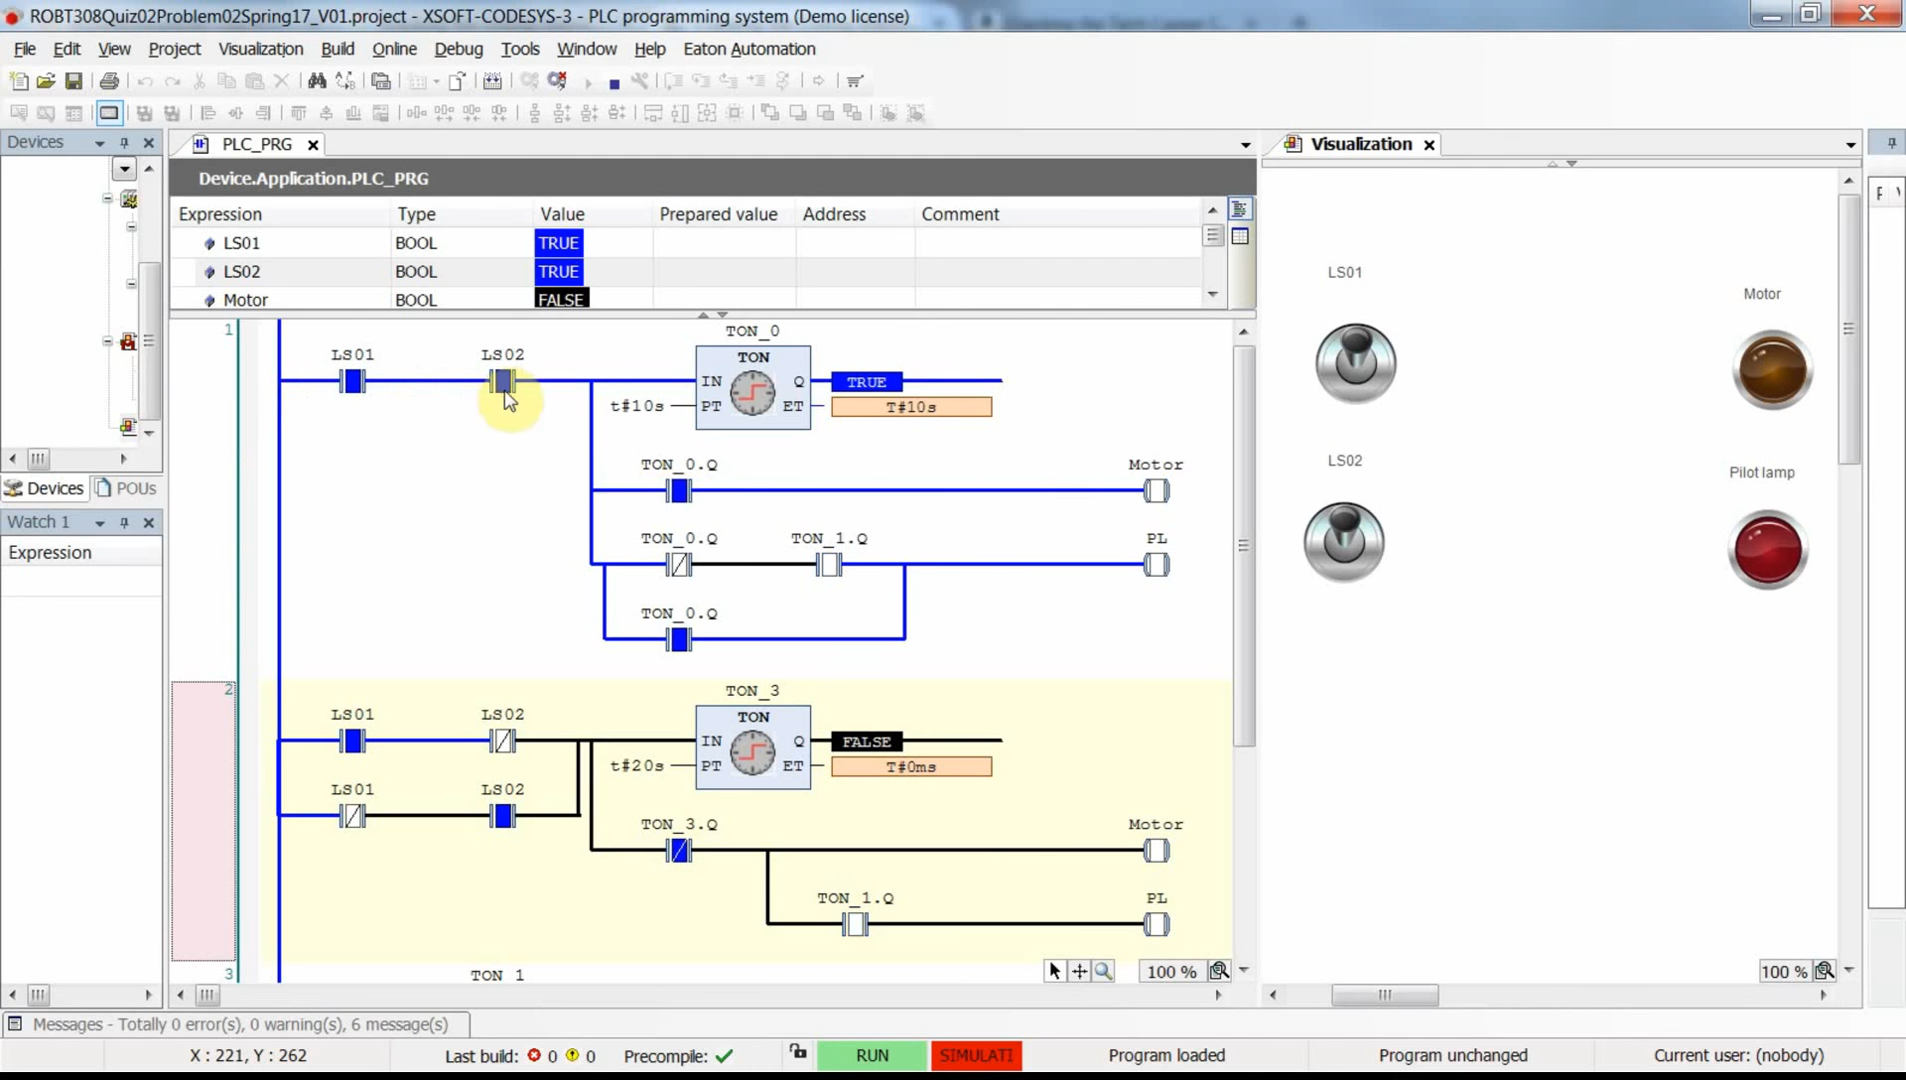 ROBT308Quiz02Problem02Spring17_V01.project - XSOFT-CODESYS-3 - PLC programming system (Demo license)
File Edit View Project Visualization Build Online Debug Tools Window Help Eaton Automation
Devices
PLC_PRG
Visualization
Device.Application.PLC_PRG
Expression Type Value Prepared value Address Comment
LS01 BOOL TRUE
LS02 BOOL TRUE
Motor BOOL FALSE
Devices POUs
Watch 1
Expression
1
TON_0
LS01 LS02 TON
IN Q TRUE
t#10s PT ET T#10s
TON_0.Q Motor
TON_0.Q TON_1.Q PL
TON_0.Q
2
TON_3
LS01 LS02 TON
IN Q FALSE
t#20s PT ET T#0ms
LS01 LS02
TON_3.Q Motor
TON_1.Q PL
3
TON 1
100 %
LS01
Motor
LS02
Pilot lamp
100 %
Messages - Totally 0 error(s), 0 warning(s), 6 message(s)
X : 221, Y : 262 Last build: 0 0 Precompile: RUN SIMULATI Program loaded Program unchanged Current user: (nobody)